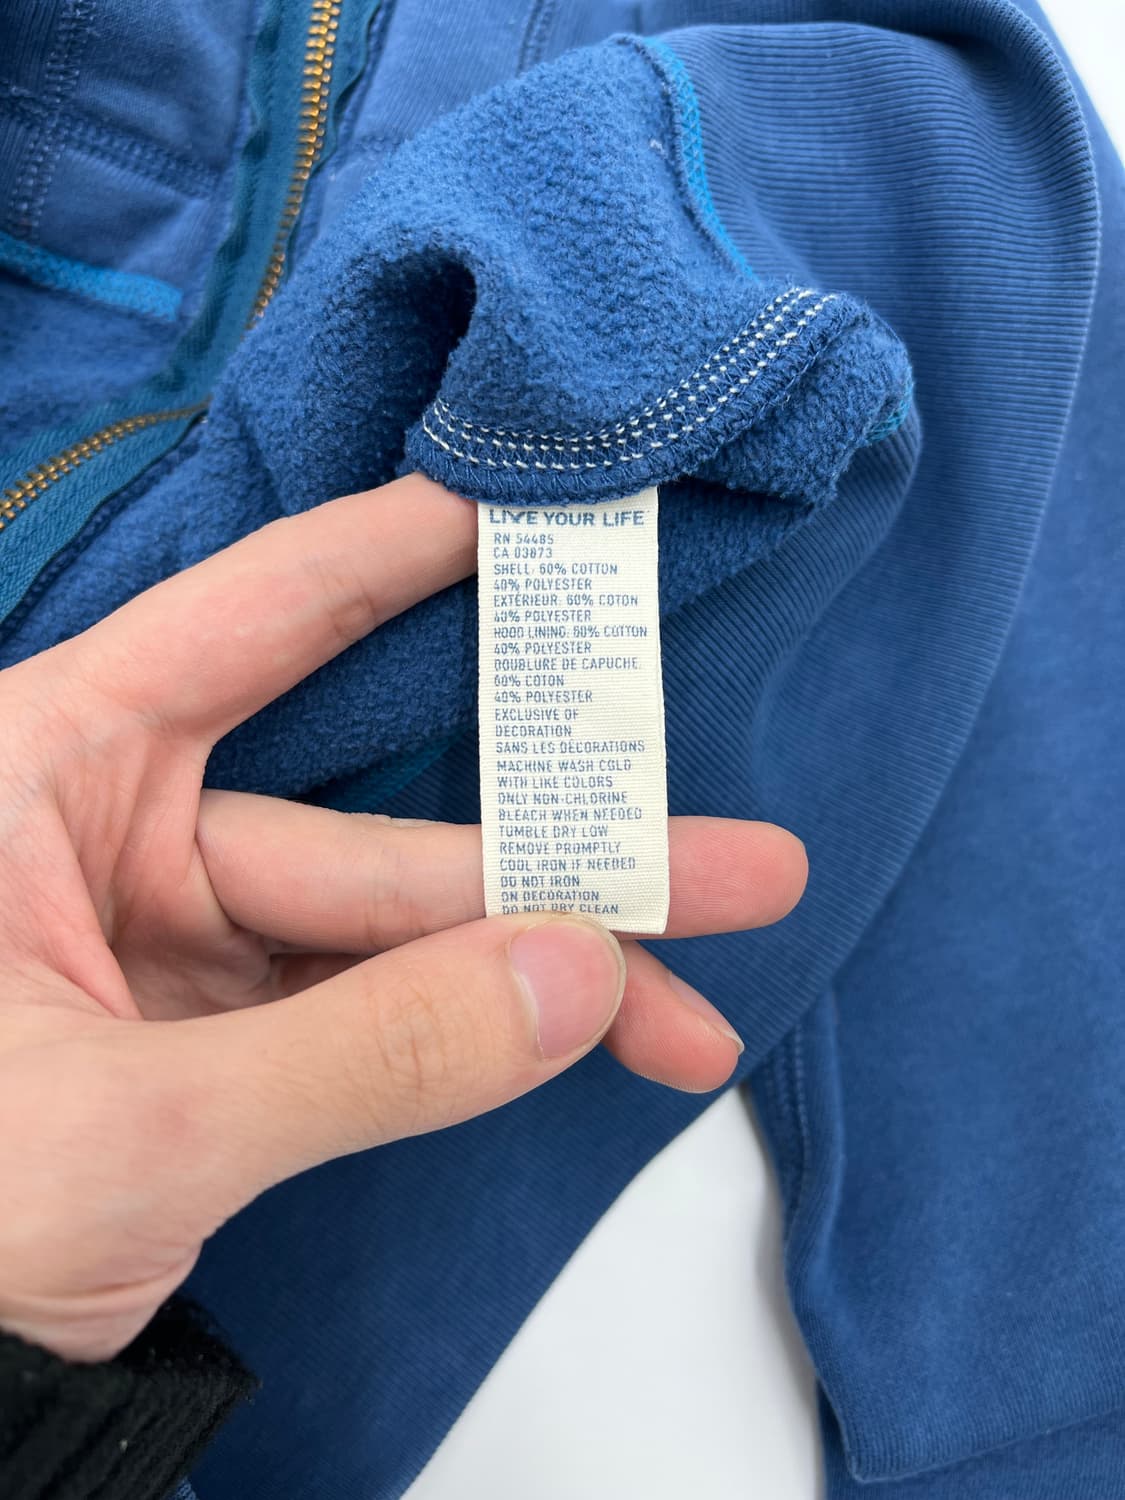 LIVE YOUR LIFE
RN 54485
CA 03873
SHELL: 60% COTTON
40% POLYESTER
EXTÉRIEUR: 60% COTON
40% POLYESTER
HOOD LINING: 60% COTTON
40% POLYESTER
DOUBLURE DE CAPUCHE:
60% COTON
40% POLYESTER
EXCLUSIVE OF
DECORATION
SANS LES DÉCORATIONS
MACHINE WASH COLD
WITH LIKE COLORS
ONLY NON-CHLORINE
BLEACH WHEN NEEDED
TUMBLE DRY LOW
REMOVE PROMPTLY
COOL IRON IF NEEDED
DO NOT IRON
ON DECORATION
DO NOT DRY CLEAN